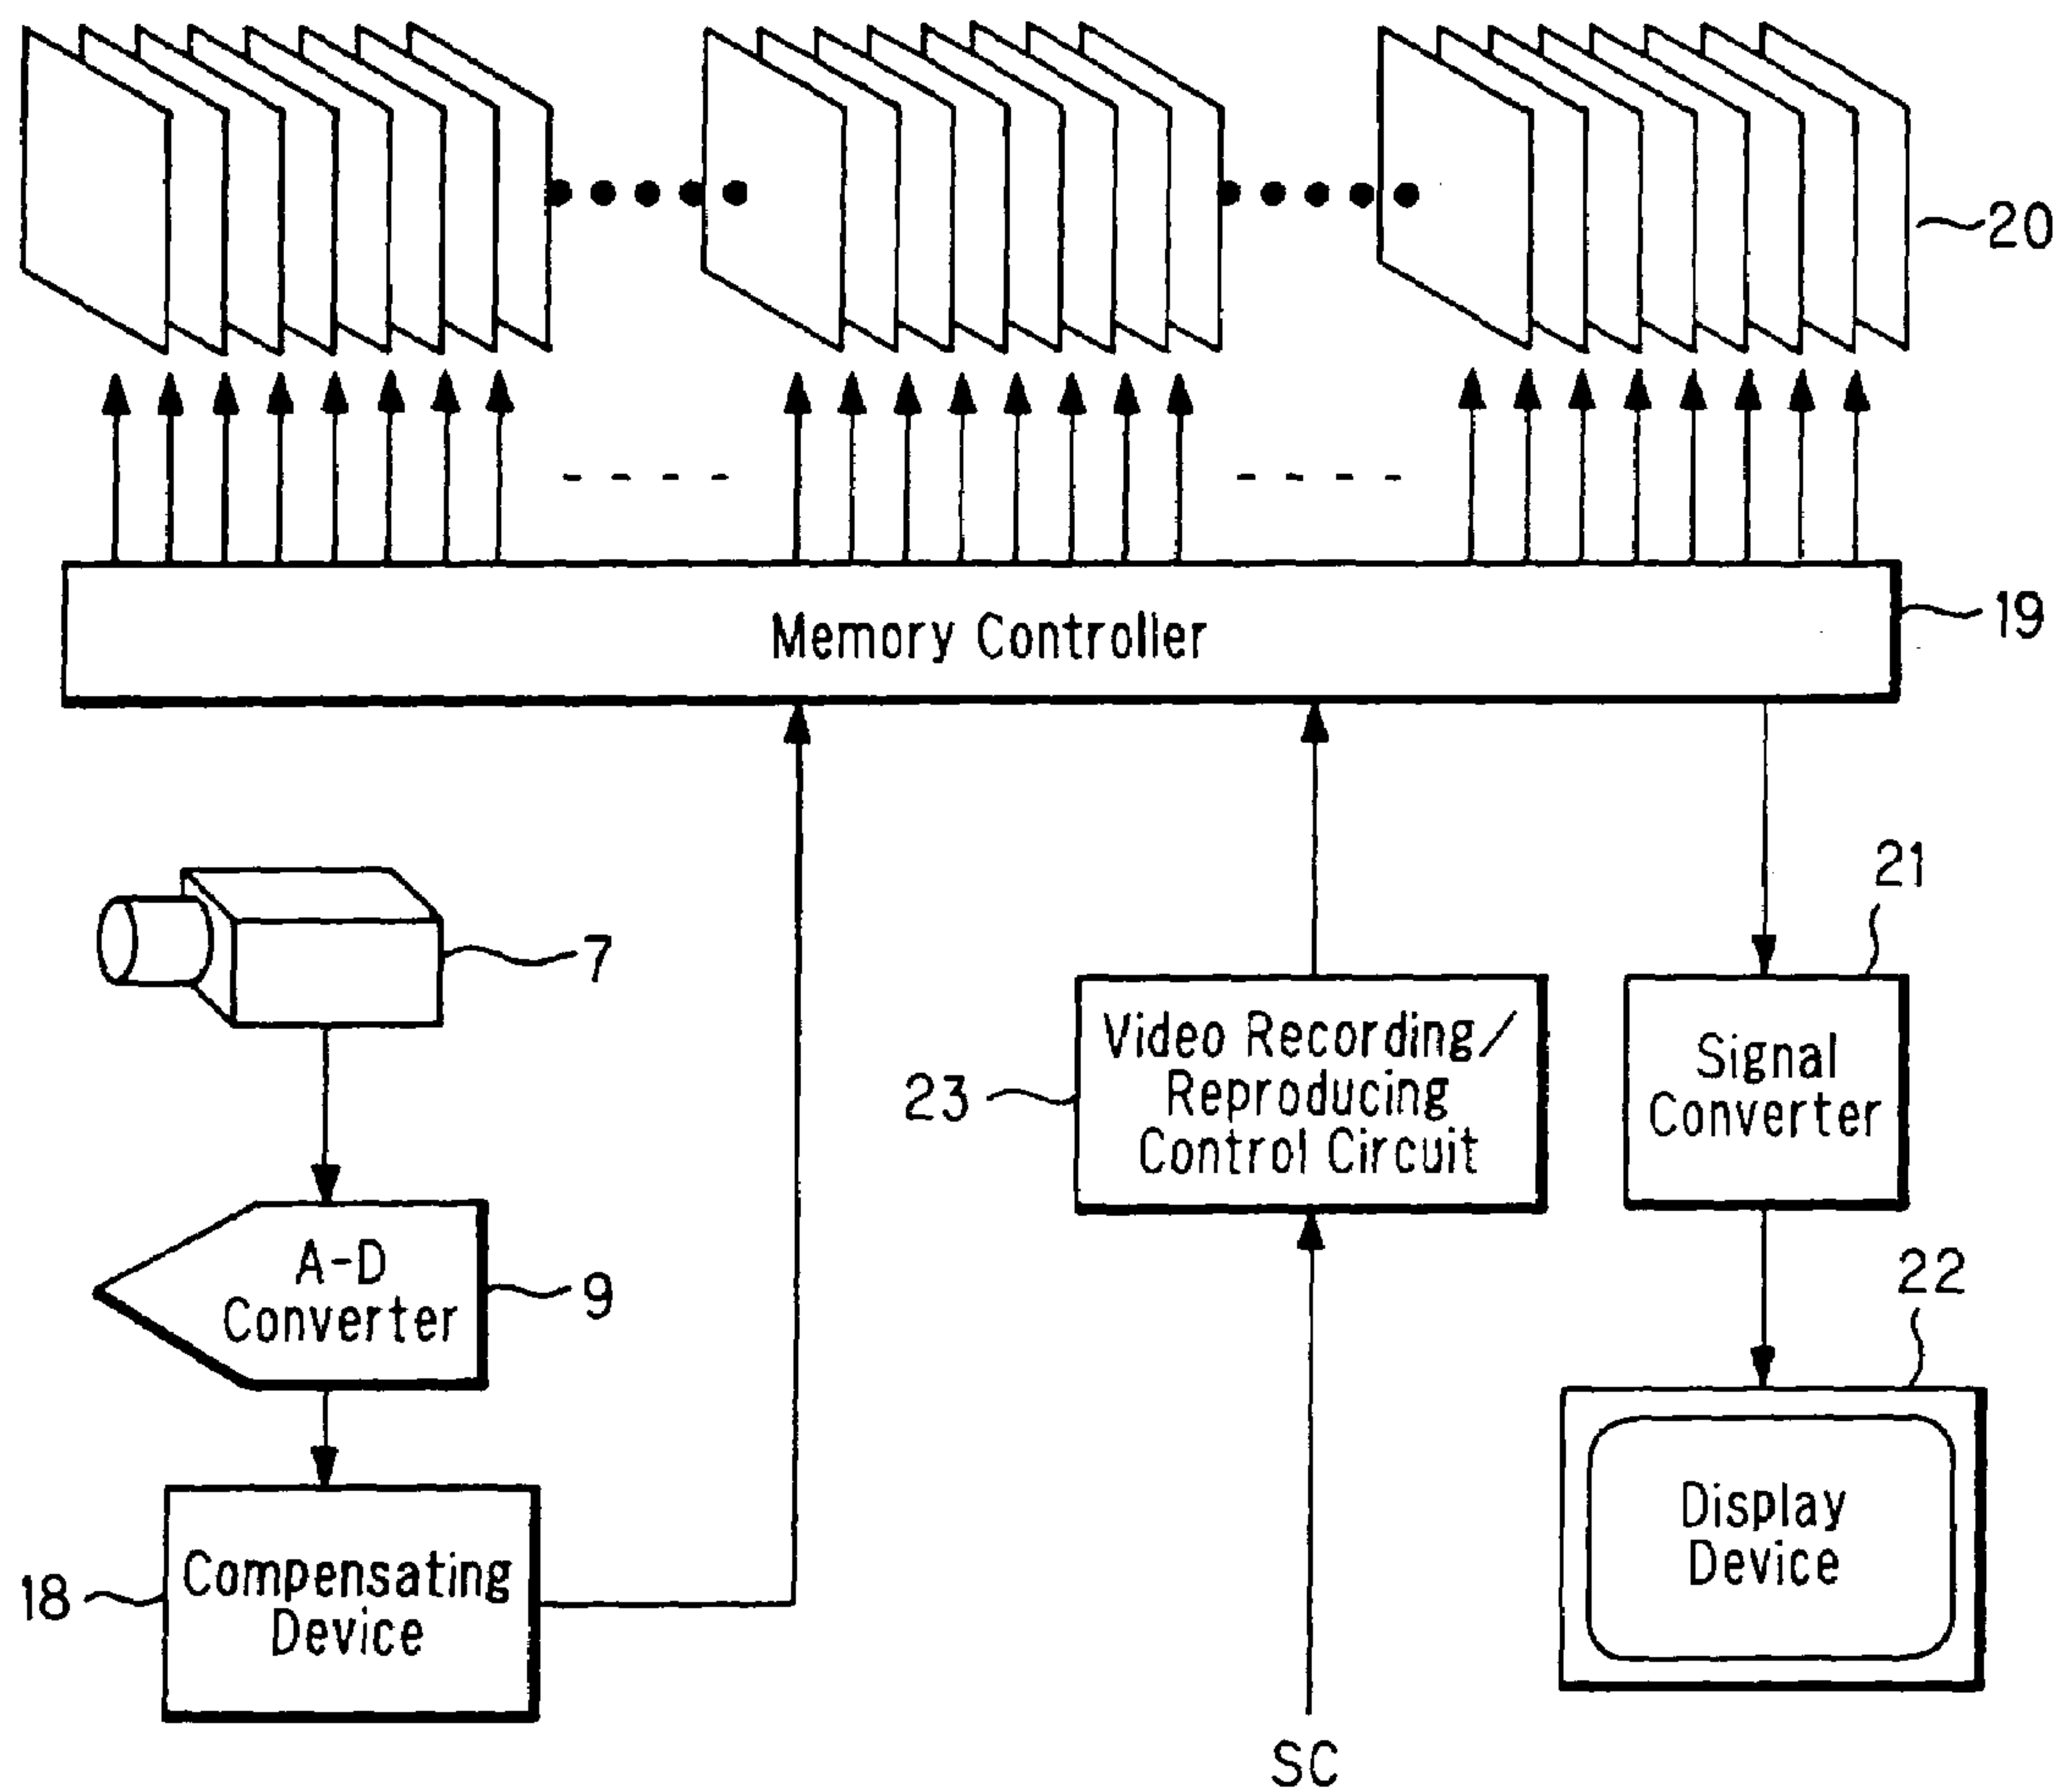 20
Memory Controller
19
7
21
Video Recording/
Reproducing
Control Circuit
23
Signal
Converter
A-D
Converter
9
22
Compensating
Device
18
Display
Device
SC